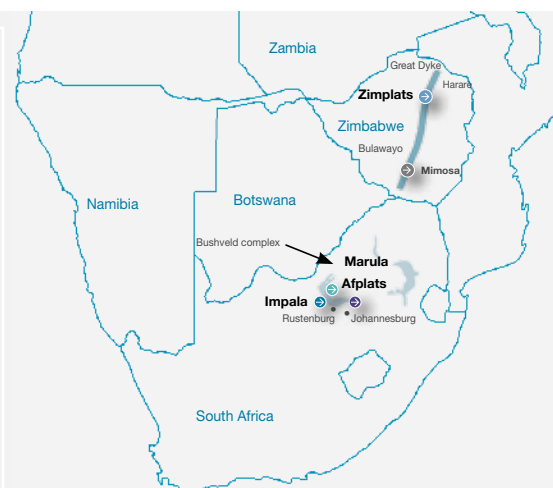 Zambia
Great Dyke
Harare
Zimplats
Zimbabwe
Bulawayo
Mimosa
Namibia
Botswana
Bushveld complex
Marula
Afplats
Impala
Rustenburg
Johannesburg
South Africa